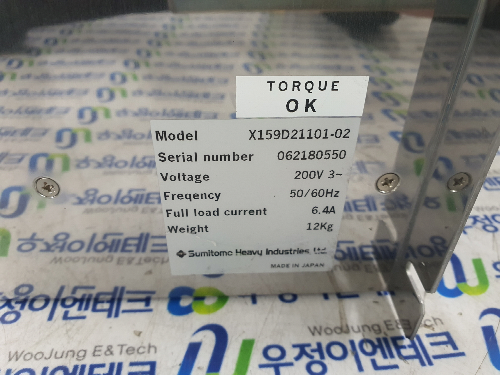 TORQUE
OK
Model X159D21101-02
Serial number 062180550
Voltage 200V 3~
Freqency 50/60Hz
Full load current 6.4A
Weight 12Kg
Sumitomo Heavy Industries, Ltd.
MADE IN JAPAN
우정이엔테크
WooJung E&Tech
우정이엔테크
WooJung E&Tech
우정이엔테크